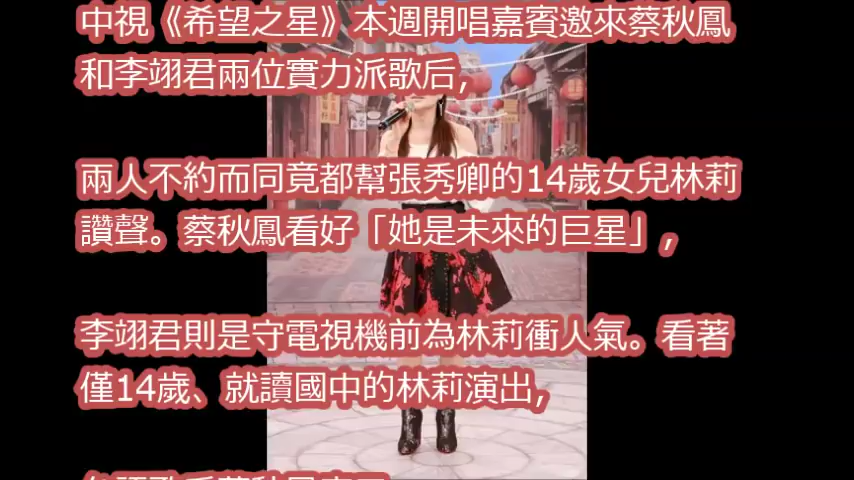 中視《希望之星》本週開唱嘉賓邀來蔡秋鳳
和李翊君兩位實力派歌后，
兩人不約而同竟都幫張秀卿的14歲女兒林莉
讚聲。蔡秋鳳看好「她是未來的巨星」，
李翊君則是守電視機前為林莉衝人氣。看著
僅14歲、就讀國中的林莉演出，